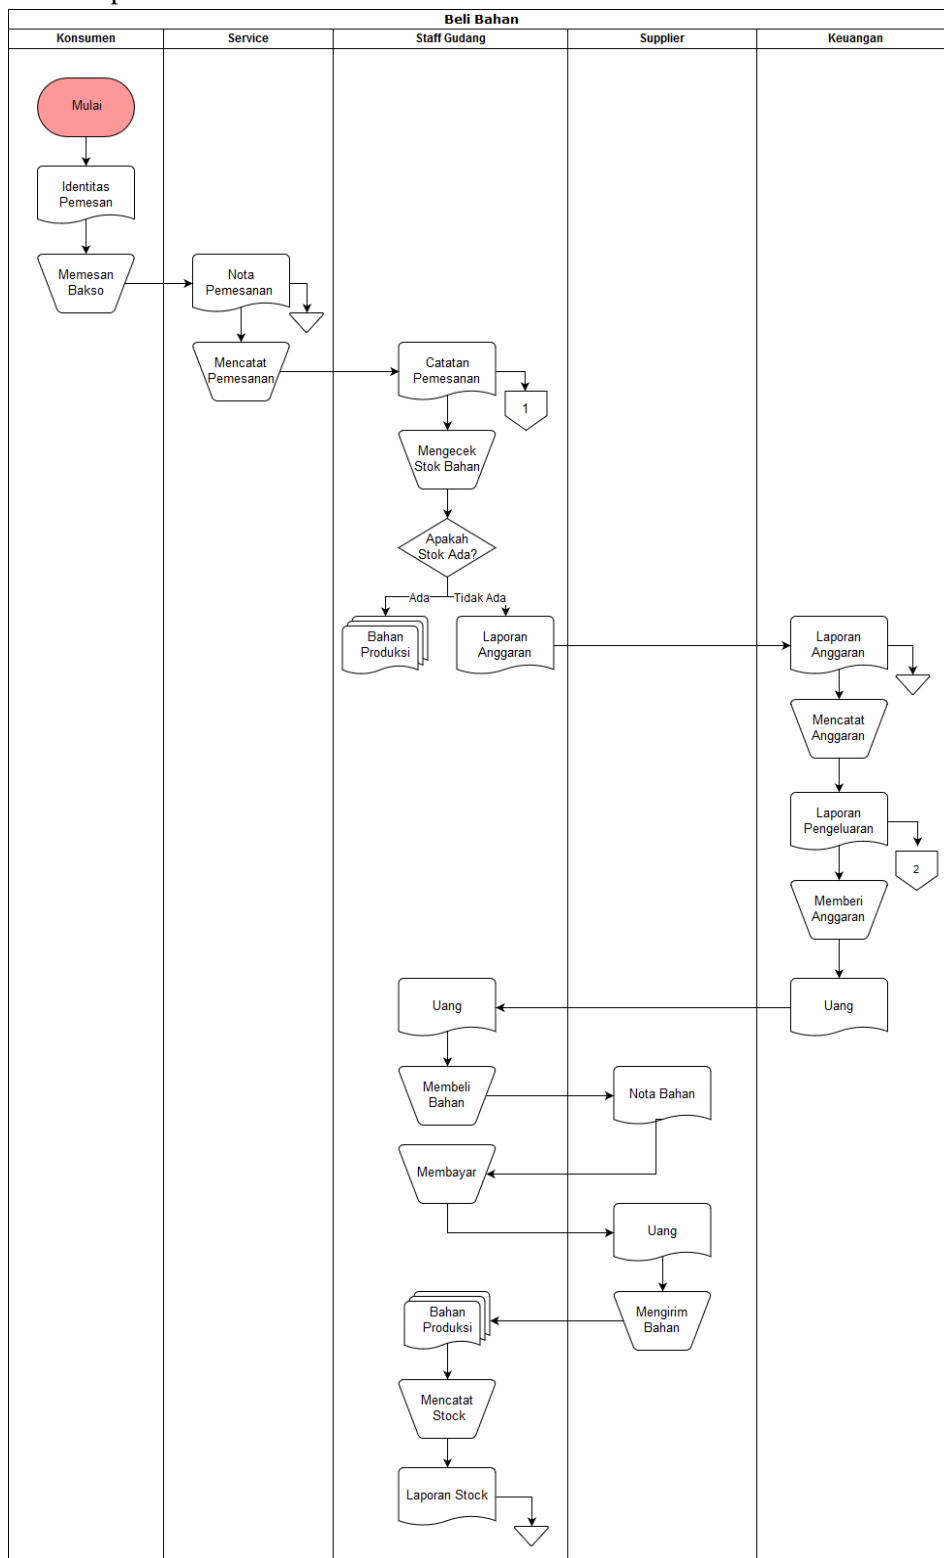 Beli Bahan
Konsumen
Service
Staff Gudang
Supplier
Keuangan
Mulai
Identitas
Pemesan
Memesan
Bakso
Nota
Pemesanan
Mencatat
Pemesanan
Catatan
Pemesanan
1
Mengecek
Stok Bahan
Apakah
Stok Ada?
Ada
Tidak Ada
Bahan
Produksi
Laporan
Anggaran
Laporan
Anggaran
Mencatat
Anggaran
Laporan
Pengeluaran
2
Memberi
Anggaran
Uang
Uang
Membeli
Bahan
Nota Bahan
Membayar
Uang
Mengirim
Bahan
Bahan
Produksi
Mencatat
Stock
Laporan Stock